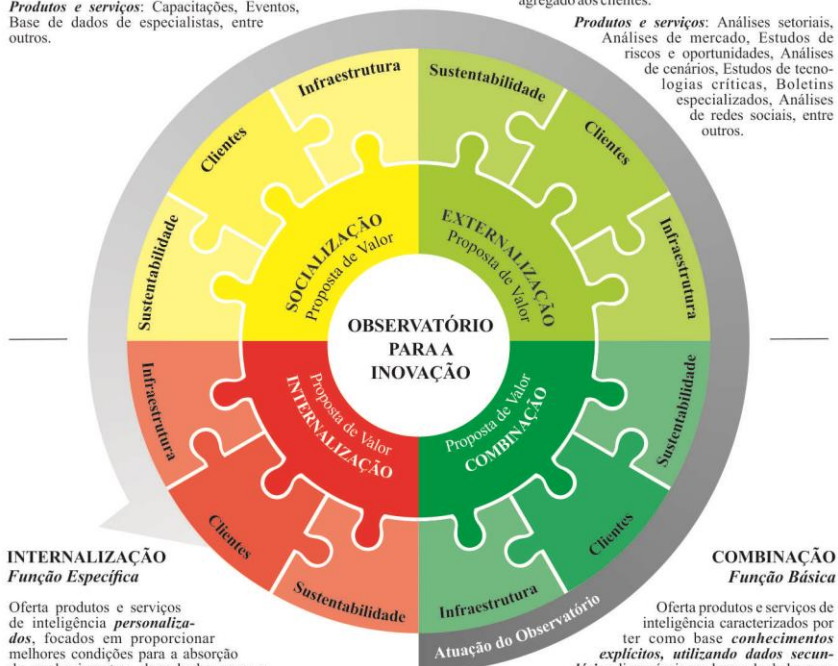 Produtos e serviços: Capacitações, Eventos,
Base de dados de especialistas, entre
outros.
agregado aos clientes.
Produtos e serviços: Análises setoriais,
Análises de mercado, Estudos de
riscos e oportunidades, Análises
de cenários, Estudos de tecno-
logias críticas, Boletins
especializados, Análises
de redes sociais, entre
outros.
Infraestrutura
Clientes
Sustentabilidade
SOCIALIZAÇÃO
Proposta de Valor
Sustentabilidade
Clientes
Infraestrutura
EXTERNALIZAÇÃO
Proposta de Valor
OBSERVATÓRIO
PARA A
INOVAÇÃO
Infraestrutura
Clientes
Sustentabilidade
Proposta de Valor
INTERNALIZAÇÃO
Sustentabilidade
Clientes
Infraestrutura
Proposta de Valor
COMBINAÇÃO
Atuação do Observatório
INTERNALIZAÇÃO
Função Específica
Oferta produtos e serviços
de inteligência personaliza-
dos, focados em proporcionar
melhores condições para a absorção
COMBINAÇÃO
Função Básica
Oferta produtos e serviços de
inteligência caracterizados por
ter como base conhecimentos
explícitos, utilizando dados secun-